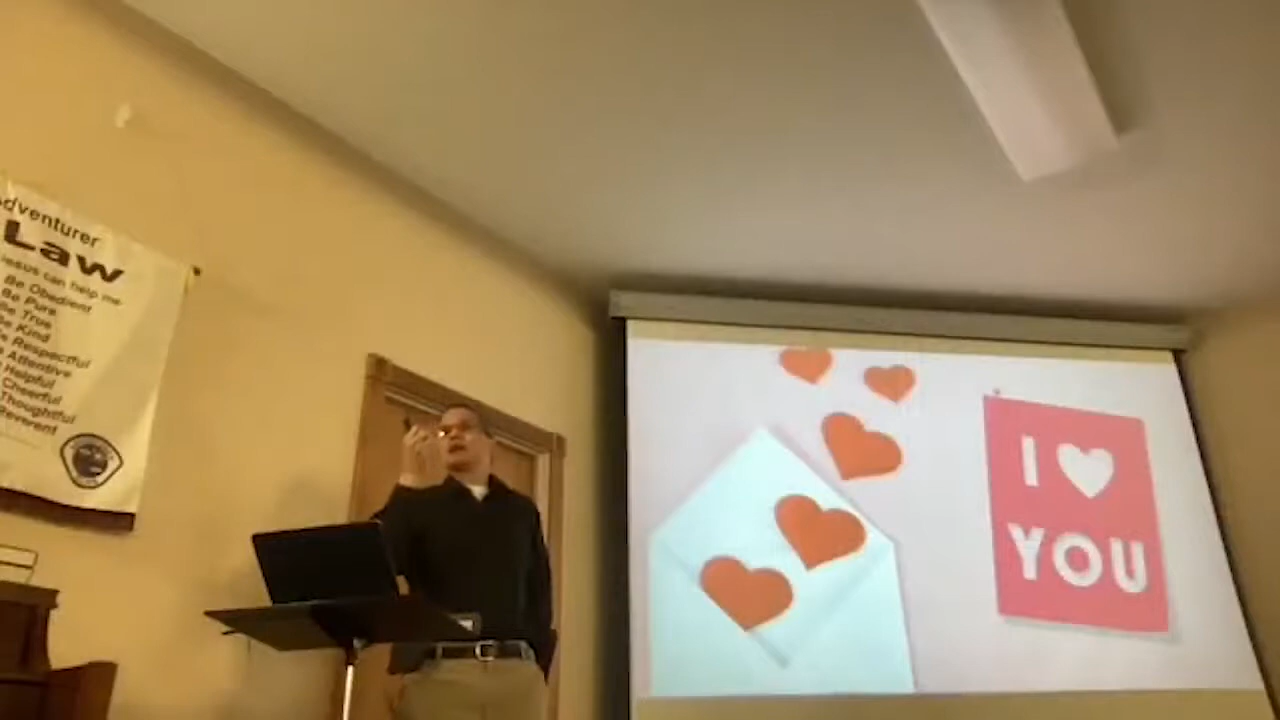 dventurer
Law
Jesus can help me
Be Obedient
Be Pure
Be True
Be Kind
Be Respectful
Attentive
Helpful
Cheerful
Thoughtful
Reverent
I
YOU